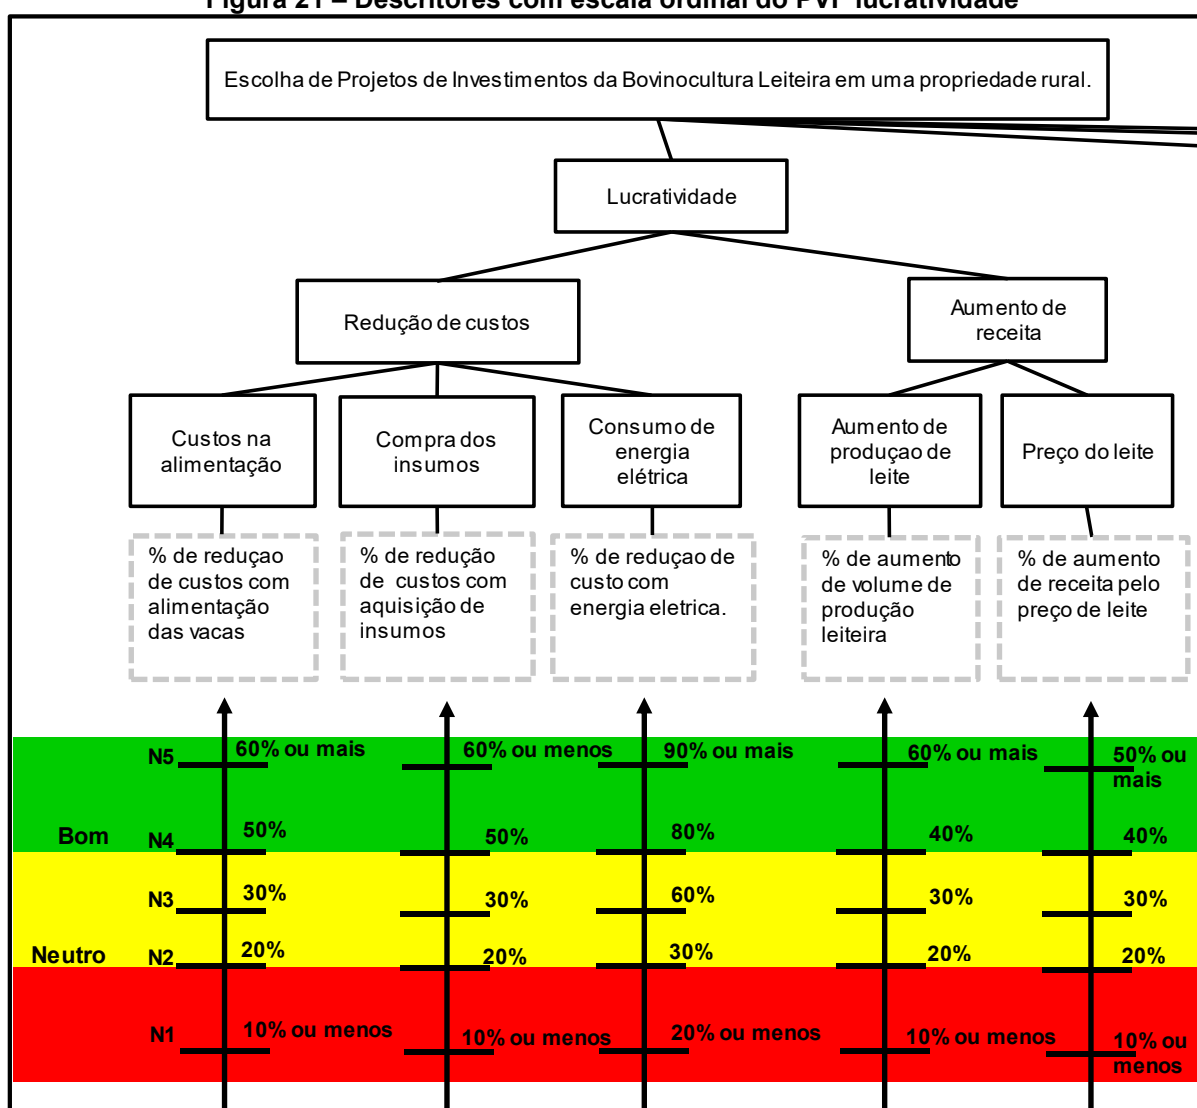 Figura 21 – Descritores com escala ordinal do PVF lucratividade
Escolha de Projetos de Investimentos da Bovinocultura Leiteira em uma propriedade rural.
Lucratividade
Redução de custos
Aumento de
receita
Custos na
alimentação
Compra dos
insumos
Consumo de
energia
elétrica
Aumento de
produçao de
leite
Preço do leite
% de reduçao
de custos com
alimentação
das vacas
% de redução
de custos com
aquisição de
insumos
% de reduçao de
custo com
energia eletrica.
% de aumento
de volume de
produção
leiteira
% de aumento
de receita pelo
preço de leite
N5 60% ou mais 60% ou menos 90% ou mais 60% ou mais 50% ou
mais
Bom N4 50% 50% 80% 40% 40%
N3 30% 30% 60% 30% 30%
Neutro N2 20% 20% 30% 20% 20%
N1 10% ou menos 10% ou menos 20% ou menos 10% ou menos 10% ou
menos